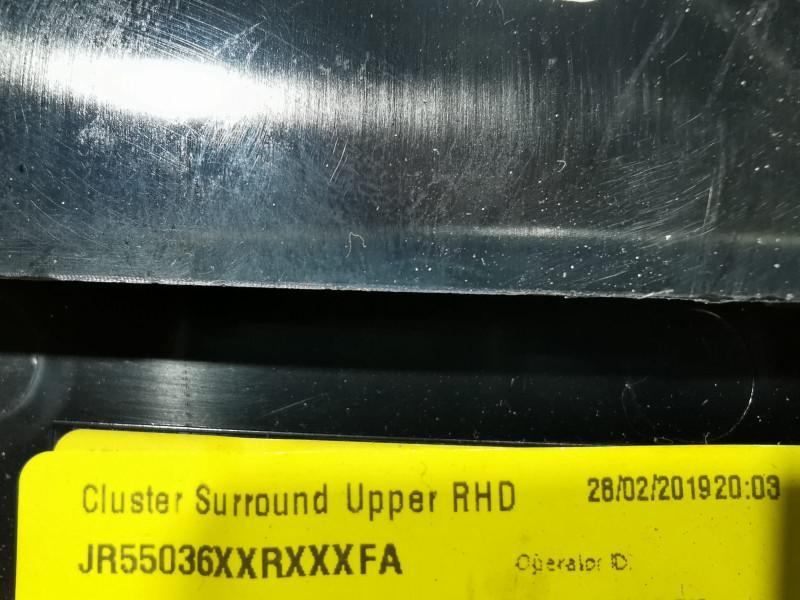 Cluster Surround Upper RHD 28/02/2019 20:03
JR55036XXRXXXFA Operator ID: